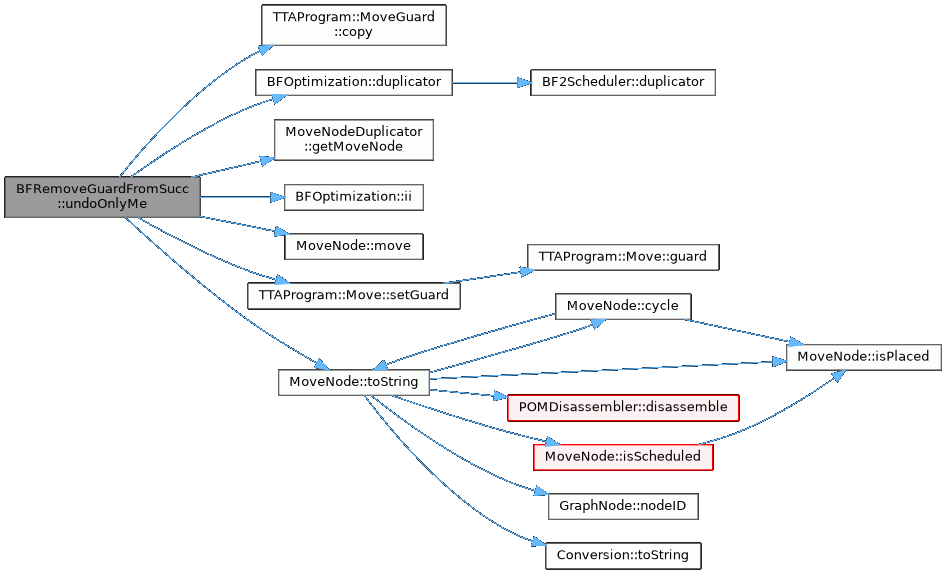 TTAProgram::MoveGuard
::copy
BFOptimization::duplicator
BF2Scheduler::duplicator
MoveNodeDuplicator
::getMoveNode
BFRemoveGuardFromSucc
::undoOnlyMe
BFOptimization::ii
MoveNode::move
TTAProgram::Move::guard
TTAProgram::Move::setGuard
MoveNode::cycle
MoveNode::isPlaced
MoveNode::toString
POMDisassembler::disassemble
MoveNode::isScheduled
GraphNode::nodeID
Conversion::toString